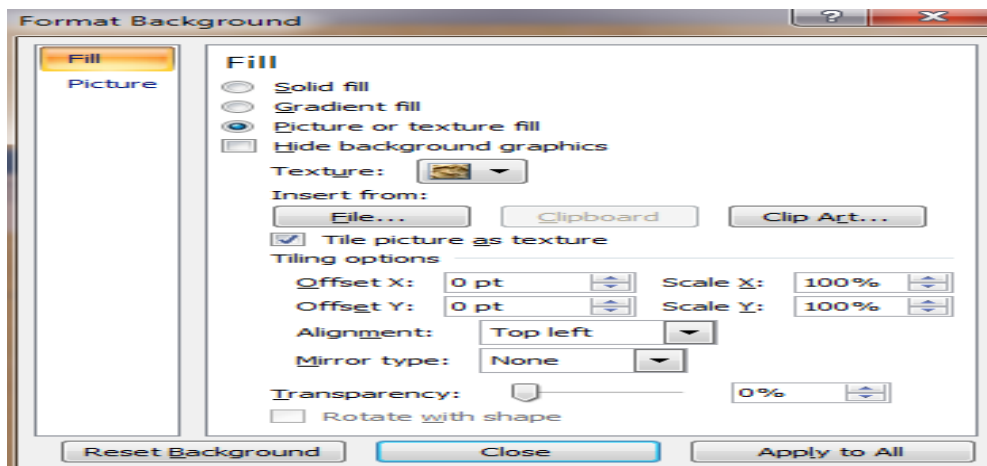 Format Background
?
Fill
Picture
Fill
Solid fill
Gradient fill
Picture or texture fill
Hide background graphics
Texture:
Insert from:
File... Clipboard Clip Art...
Tile picture as texture
Tiling options
Offset X: 0 pt Scale X: 100%
Offset Y: 0 pt Scale Y: 100%
Alignment: Top left
Mirror type: None
Transparency: 0%
Rotate with shape
Reset Background Close Apply to All